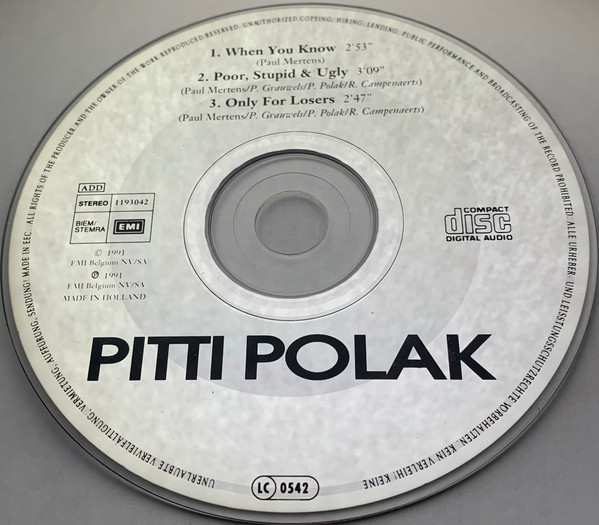 1. When You Know 2'53"
(Paul Mertens)
2. Poor, Stupid & Ugly 3'09"
(Paul Mertens/P. Grauwels/P. Polak/R. Campenaerts)
3. Only For Losers 2'47"
(Paul Mertens/P. Grauwels/P. Polak/R. Campenaerts)
ADD
STEREO 1193042
BIEM/
STEMRA EMI
© 1991
EMI Belgium NV/SA
℗ 1991
EMI Belgium NV/SA
MADE IN HOLLAND
COMPACT
disc
DIGITAL AUDIO
PITTI POLAK
LC 0542
MADE IN EEC. ALL RIGHTS OF THE PRODUCER AND THE OWNER OF THE WORK REPRODUCED RESERVED. UNAUTHORIZED COPYING, HIRING, LENDING, PUBLIC PERFORMANCE AND BROADCASTING OF THE RECORD PROHIBITED. ALLE URHEBER- UND LEISTUNGSSCHUTZRECHTE VORBEHALTEN. KEIN VERLEIH! KEINE UNERLAUBTE VERVIELFÄLTIGUNG, VERMIETUNG, AUFFÜRUNG, SENDUNG!